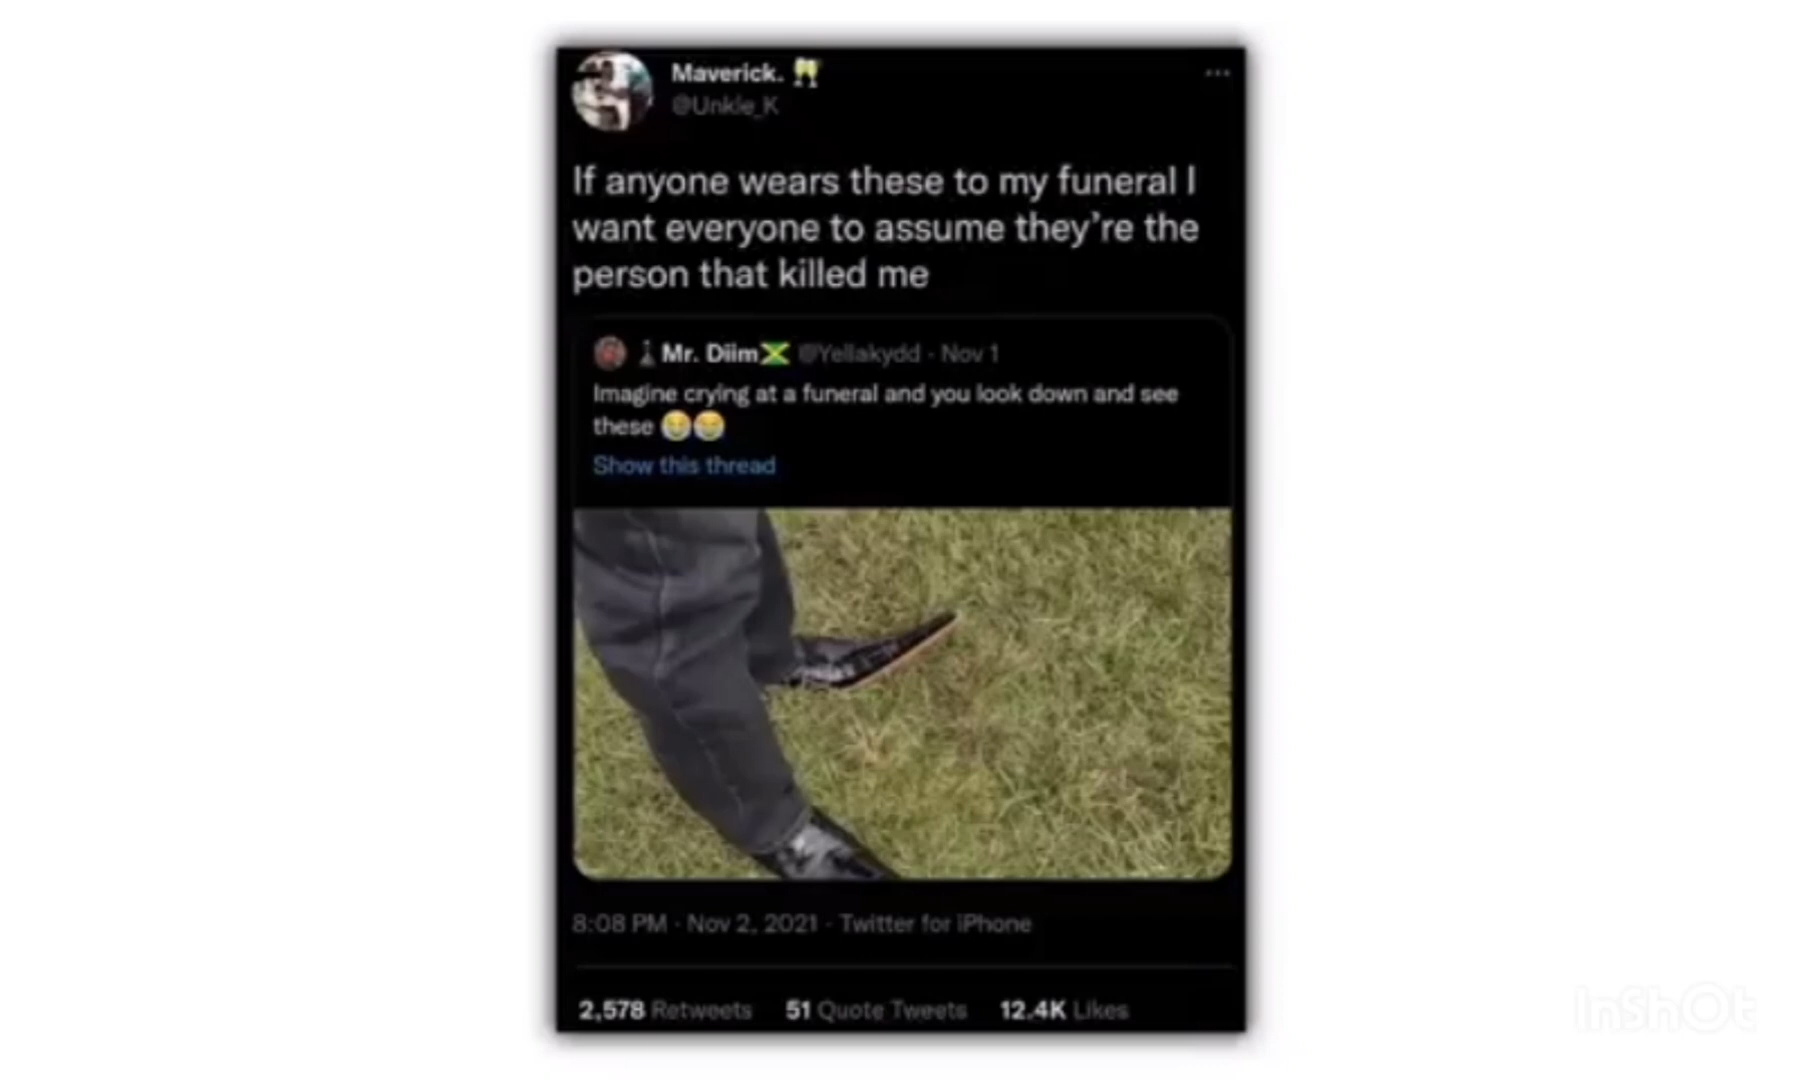 Maverick. 🥂
@Unkle_K
If anyone wears these to my funeral I
want everyone to assume they’re the
person that killed me
Mr. Diim🇯🇲 @Yellakydd · Nov 1
Imagine crying at a funeral and you look down and see
these 😂😂
Show this thread
8:08 PM · Nov 2, 2021 · Twitter for iPhone
2,578 Retweets 51 Quote Tweets 12.4K Likes
InShOt